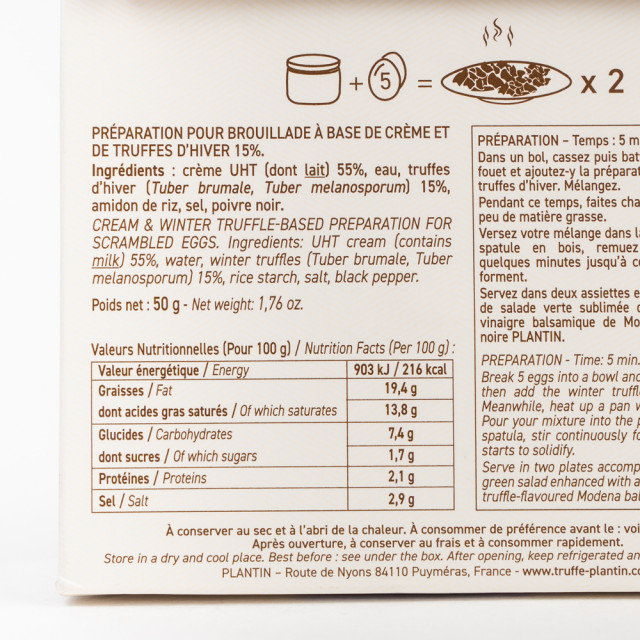 + 5 = x 2
PRÉPARATION POUR BROUILLADE À BASE DE CRÈME ET
DE TRUFFES D'HIVER 15%.
Ingrédients : crème UHT (dont lait) 55%, eau, truffes
d'hiver (Tuber brumale, Tuber melanosporum) 15%,
amidon de riz, sel, poivre noir.
CREAM & WINTER TRUFFLE-BASED PREPARATION FOR
SCRAMBLED EGGS. Ingredients: UHT cream (contains
milk) 55%, water, winter truffles (Tuber brumale, Tuber
melanosporum) 15%, rice starch, salt, black pepper.
Poids net : 50 g - Net weight: 1,76 oz.
Valeurs Nutritionnelles (Pour 100 g) / Nutrition Facts (Per 100 g) :
Valeur énergétique / Energy 903 kJ / 216 kcal
Graisses / Fat 19,4 g
dont acides gras saturés / Of which saturates 13,8 g
Glucides / Carbohydrates 7,4 g
dont sucres / Of which sugars 1,7 g
Protéines / Proteins 2,1 g
Sel / Salt 2,9 g
PRÉPARATION – Temps : 5 m
Dans un bol, cassez puis bat
fouet et ajoutez-y la préparat
truffes d'hiver. Mélangez.
Pendant ce temps, faites cha
peu de matière grasse.
Versez votre mélange dans l
spatule en bois, remuez
quelques minutes jusqu'à c
forment.
Servez dans deux assiettes e
de salade verte sublimée
vinaigre balsamique de Mo
noire PLANTIN.
PREPARATION - Time: 5 min.
Break 5 eggs into a bowl and
then add the winter truffl
Meanwhile, heat up a pan w
Pour your mixture into the p
spatula, stir continuously fo
starts to solidify.
Serve in two plates accomp
green salad enhanced with a
truffle-flavoured Modena bal
À conserver au sec et à l'abri de la chaleur. À consommer de préférence avant le : voi
Après ouverture, à conserver au frais et à consommer rapidement.
Store in a dry and cool place. Best before : see under the box. After opening, keep refrigerated an
PLANTIN – Route de Nyons 84110 Puyméras, France - www.truffe-plantin.co